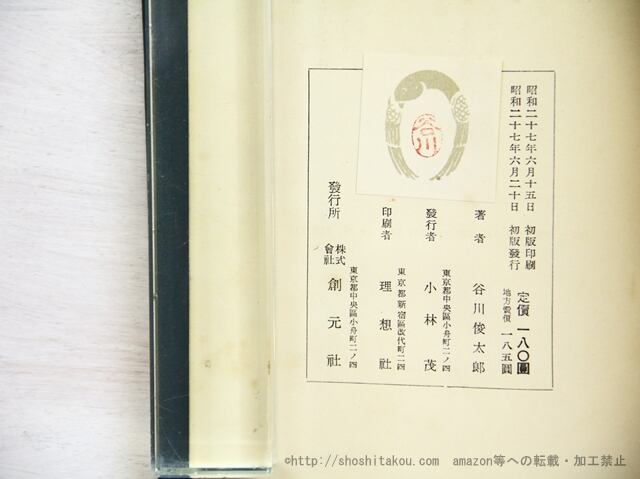 昭和二十七年六月十五日 初版印刷
昭和二十七年六月二十日 初版發行
定價 一八〇圓
地方賣價 一八五圓
著者 谷川俊太郎
東京都中央區小舟町二ノ四
發行者 小林茂
東京都新宿區改代町二四
印刷者 理想社
東京都中央區小舟町二ノ四
發行所 株式會社 創元社
谷川
©http://shoshitakou.com amazon等への転載・加工禁止